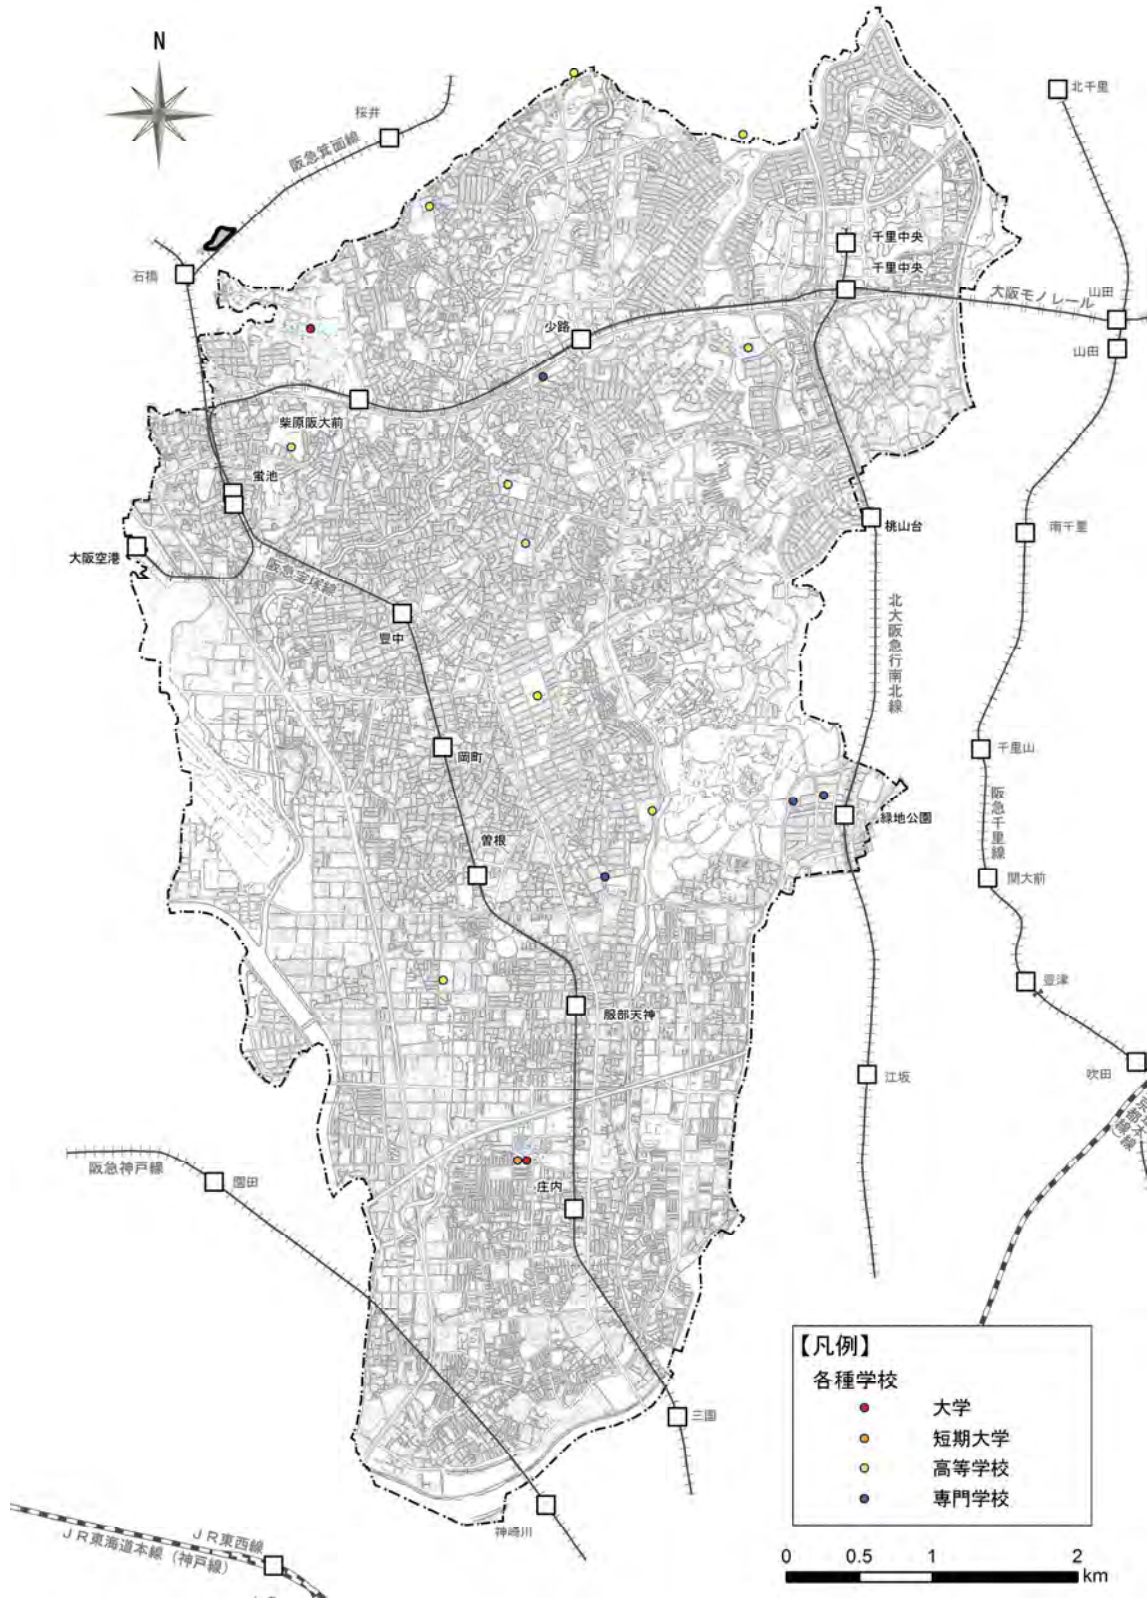 N
北千里
桜井
阪急箕面線
千里中央
石橋
千里中央
大阪モノレール
山田
少路
山田
柴原阪大前
蛍池
桃山台
南千里
大阪空港
阪急宝塚線
北大阪急行南北線
豊中
岡町
千里山
阪急千里線
緑地公園
曽根
関大前
豊津
服部天神
吹田
江坂
阪急神戸線
園田
庄内
【凡例】
各種学校
大学
短期大学
高等学校
専門学校
三国
神崎川
JR東西線
JR東海道本線(神戸線)
0 0.5 1 2
km